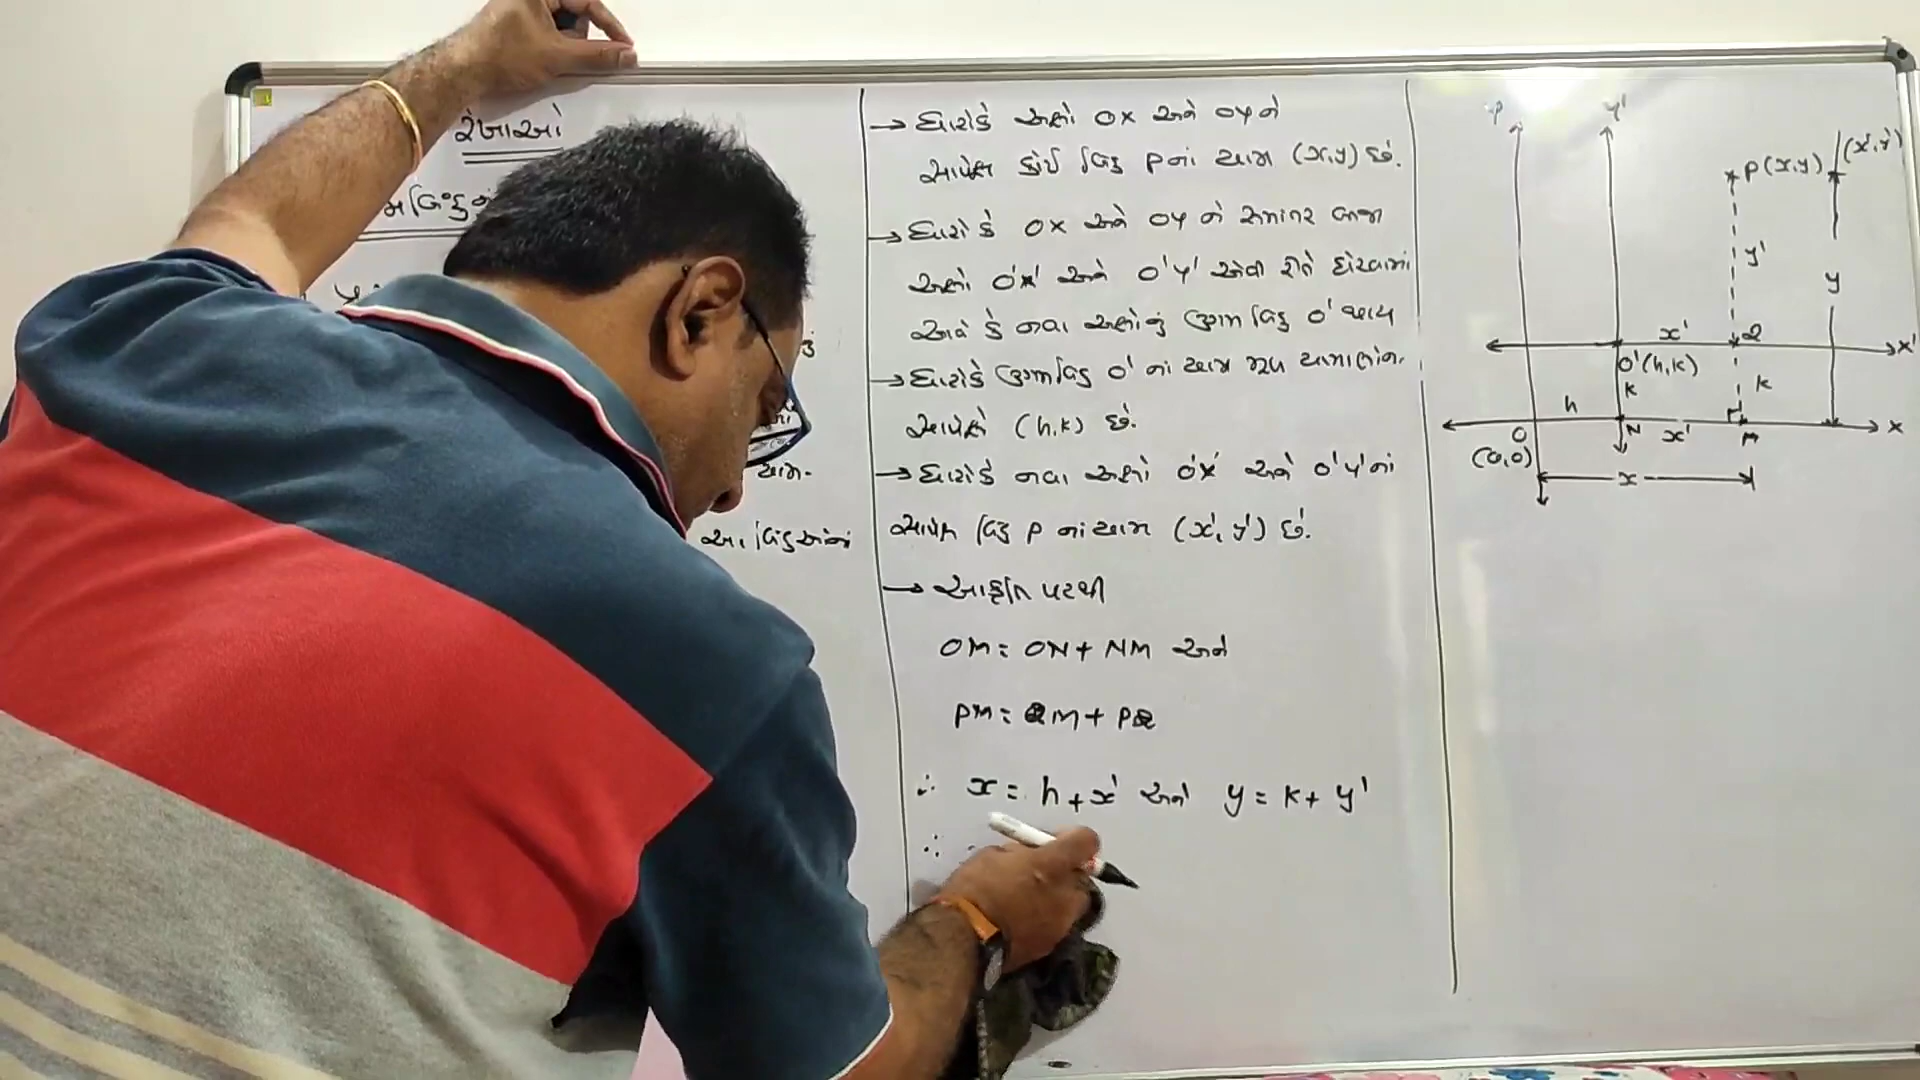 રેખાઓ
યામ.
આ બિંદુઓનાં
→ ધારોકે અક્ષો OX અને OY ને
સાપેક્ષ કોઈ બિંદુ P નાં યામ (x,y) છે.
→ ધારોકે OX અને OY ને સમાંતર બીજા
અક્ષો O'X' અને O'Y' એવી રીતે દોરવામાં
આવે કે નવા અક્ષોનું ઊગમબિંદુ O' થાય
→ ધારોકે ઊગમબિંદુ O' નાં યામ મૂળ યામાક્ષોને
સાપેક્ષે (h,k) છે.
→ ધારોકે નવા અક્ષો O'X' અને O'Y' નાં
સાપેક્ષ બિંદુ P નાં યામ (x', y') છે.
→ આકૃતિ પરથી
OM = ON + NM અને
PM = QM + PQ
∴ x = h + x' અને y = k + y'
∴
Y Y'
P(x,y) (x',y')
y'
y
x' Q X'
O'(h,k)
k k
h
O N x' M X
(0,0)
x